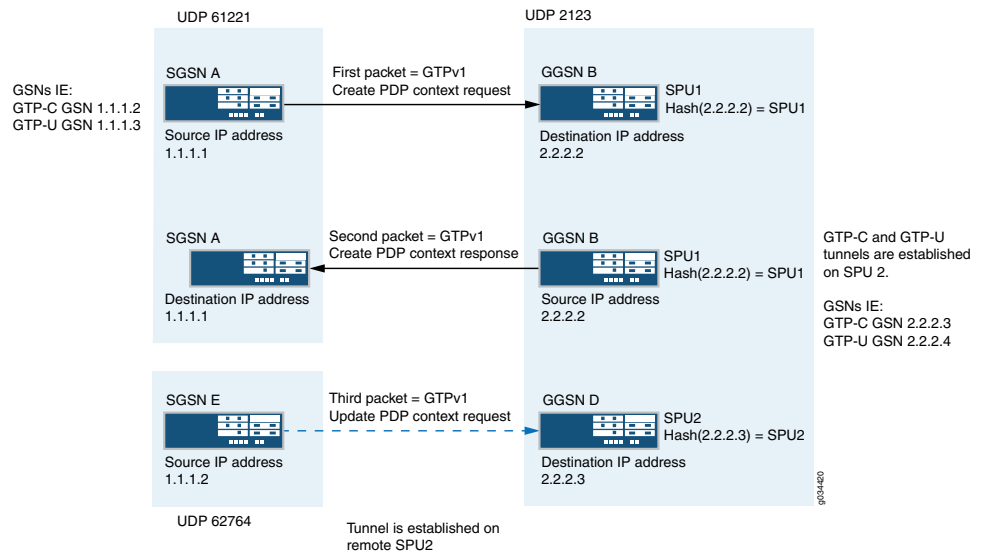 UDP 61221
UDP 2123
GSNs IE:
GTP-C GSN 1.1.1.2
GTP-U GSN 1.1.1.3
SGSN A
Source IP address
1.1.1.1
First packet = GTPv1
Create PDP context request
GGSN B
SPU1
Hash(2.2.2.2) = SPU1
Destination IP address
2.2.2.2
SGSN A
Destination IP address
1.1.1.1
Second packet = GTPv1
Create PDP context response
GGSN B
SPU1
Hash(2.2.2.2) = SPU1
Source IP address
2.2.2.2
GTP-C and GTP-U
tunnels are established
on SPU 2.
GSNs IE:
GTP-C GSN 2.2.2.3
GTP-U GSN 2.2.2.4
SGSN E
Source IP address
1.1.1.2
Third packet = GTPv1
Update PDP context request
GGSN D
SPU2
Hash(2.2.2.3) = SPU2
Destination IP address
2.2.2.3
g034420
UDP 62764
Tunnel is established on
remote SPU2